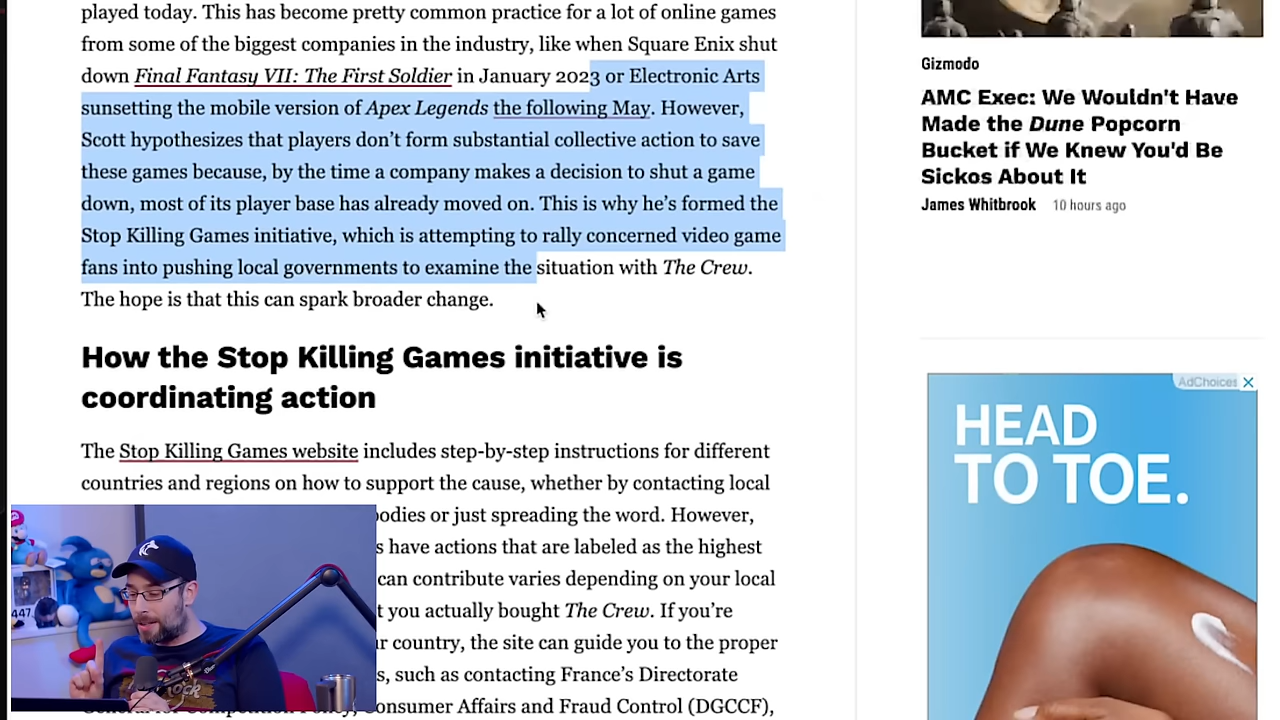 played today. This has become pretty common practice for a lot of online games
from some of the biggest companies in the industry, like when Square Enix shut
down Final Fantasy VII: The First Soldier in January 2023 or Electronic Arts
sunsetting the mobile version of Apex Legends the following May. However,
Scott hypothesizes that players don’t form substantial collective action to save
these games because, by the time a company makes a decision to shut a game
down, most of its player base has already moved on. This is why he’s formed the
Stop Killing Games initiative, which is attempting to rally concerned video game
fans into pushing local governments to examine the situation with The Crew.
The hope is that this can spark broader change.
How the Stop Killing Games initiative is
coordinating action
The Stop Killing Games website includes step-by-step instructions for different
countries and regions on how to support the cause, whether by contacting local
odies or just spreading the word. However,
s have actions that are labeled as the highest
can contribute varies depending on your local
t you actually bought The Crew. If you’re
r country, the site can guide you to the proper
s, such as contacting France’s Directorate
Consumer Affairs and Fraud Control (DGCCF),
447
Gizmodo
AMC Exec: We Wouldn't Have
Made the Dune Popcorn
Bucket if We Knew You'd Be
Sickos About It
James Whitbrook 10 hours ago
AdChoices
HEAD
TO TOE.